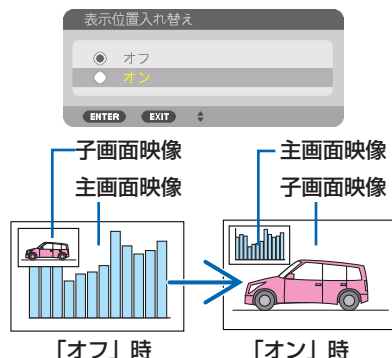 表示位置入れ替え
オフ
オン
ENTER EXIT
子画面映像
主画面映像
主画面映像
子画面映像
「オフ」時
「オン」時